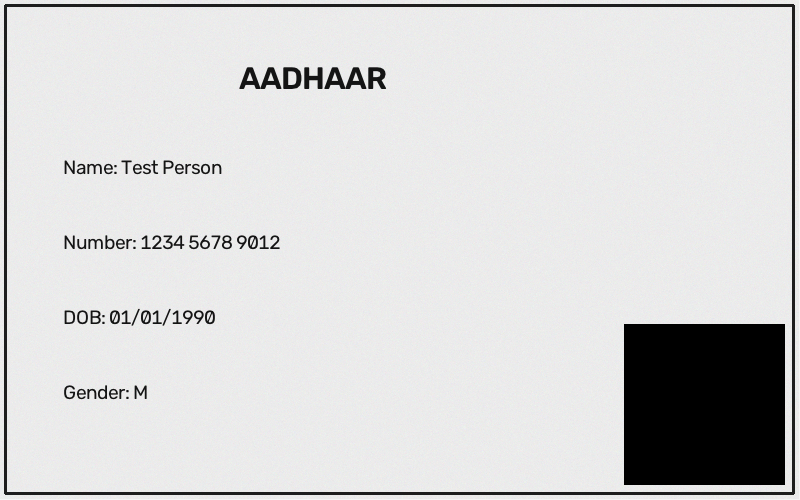 AADHAAR
Name: Test Person
Number: 1234 5678 9012
DOB: 01/01/1990
Gender: M